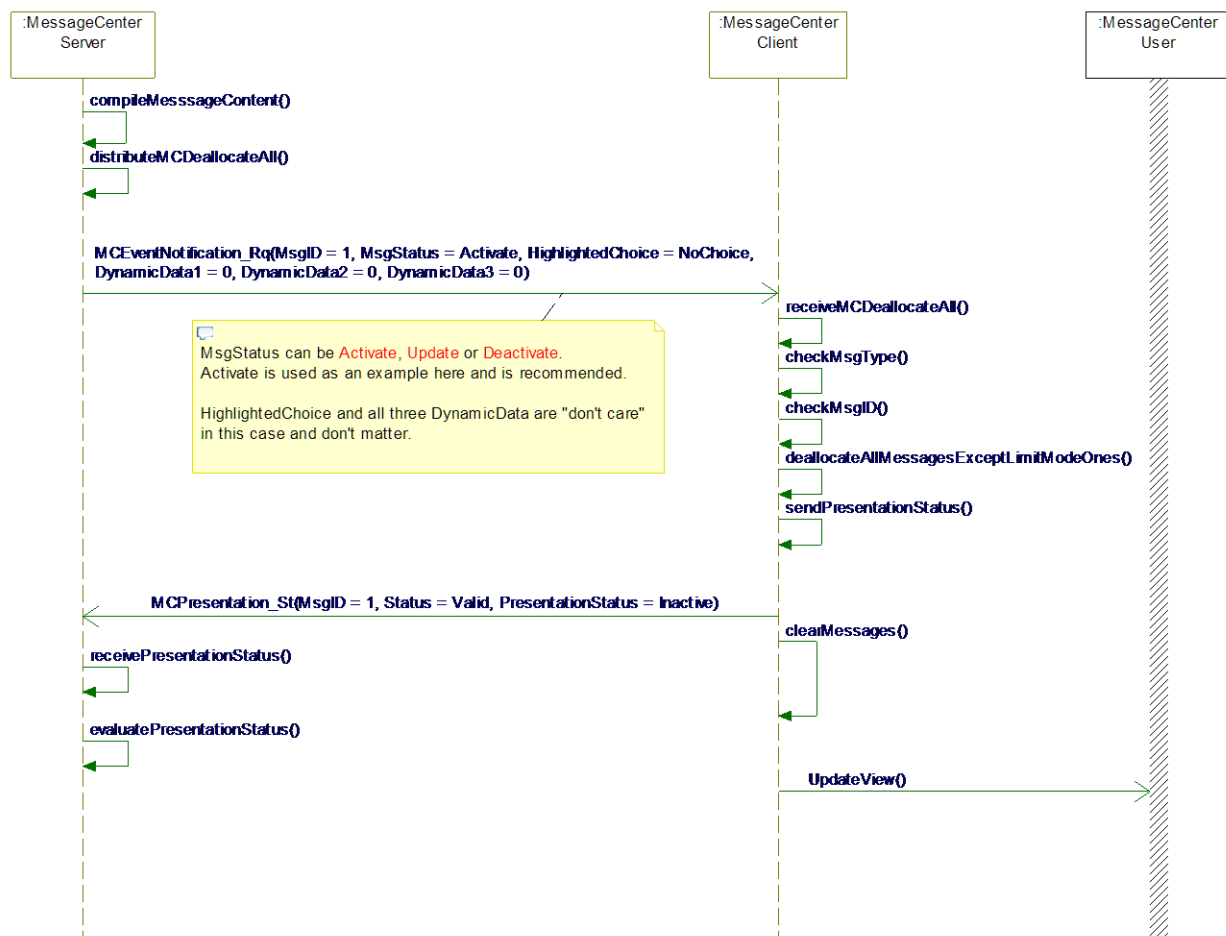 :MessageCenter
Server
:MessageCenter
Client
:MessageCenter
User
compileMesssageContent()
distributeMCDeallocateAll()
MCEventNotification_Rq(MsgID = 1, MsgStatus = Activate, HighlightedChoice = NoChoice,
DynamicData1 = 0, DynamicData2 = 0, DynamicData3 = 0)
receiveMCDeallocateAll()
MsgStatus can be Activate, Update or Deactivate.
Activate is used as an example here and is recommended.
HighlightedChoice and all three DynamicData are "don't care"
in this case and don't matter.
checkMsgType()
checkMsgID()
deallocateAllMessagesExceptLimitModeOnes()
sendPresentationStatus()
MCPresentation_St(MsgID = 1, Status = Valid, PresentationStatus = Inactive)
clearMessages()
receivePresentationStatus()
evaluatePresentationStatus()
UpdateView()